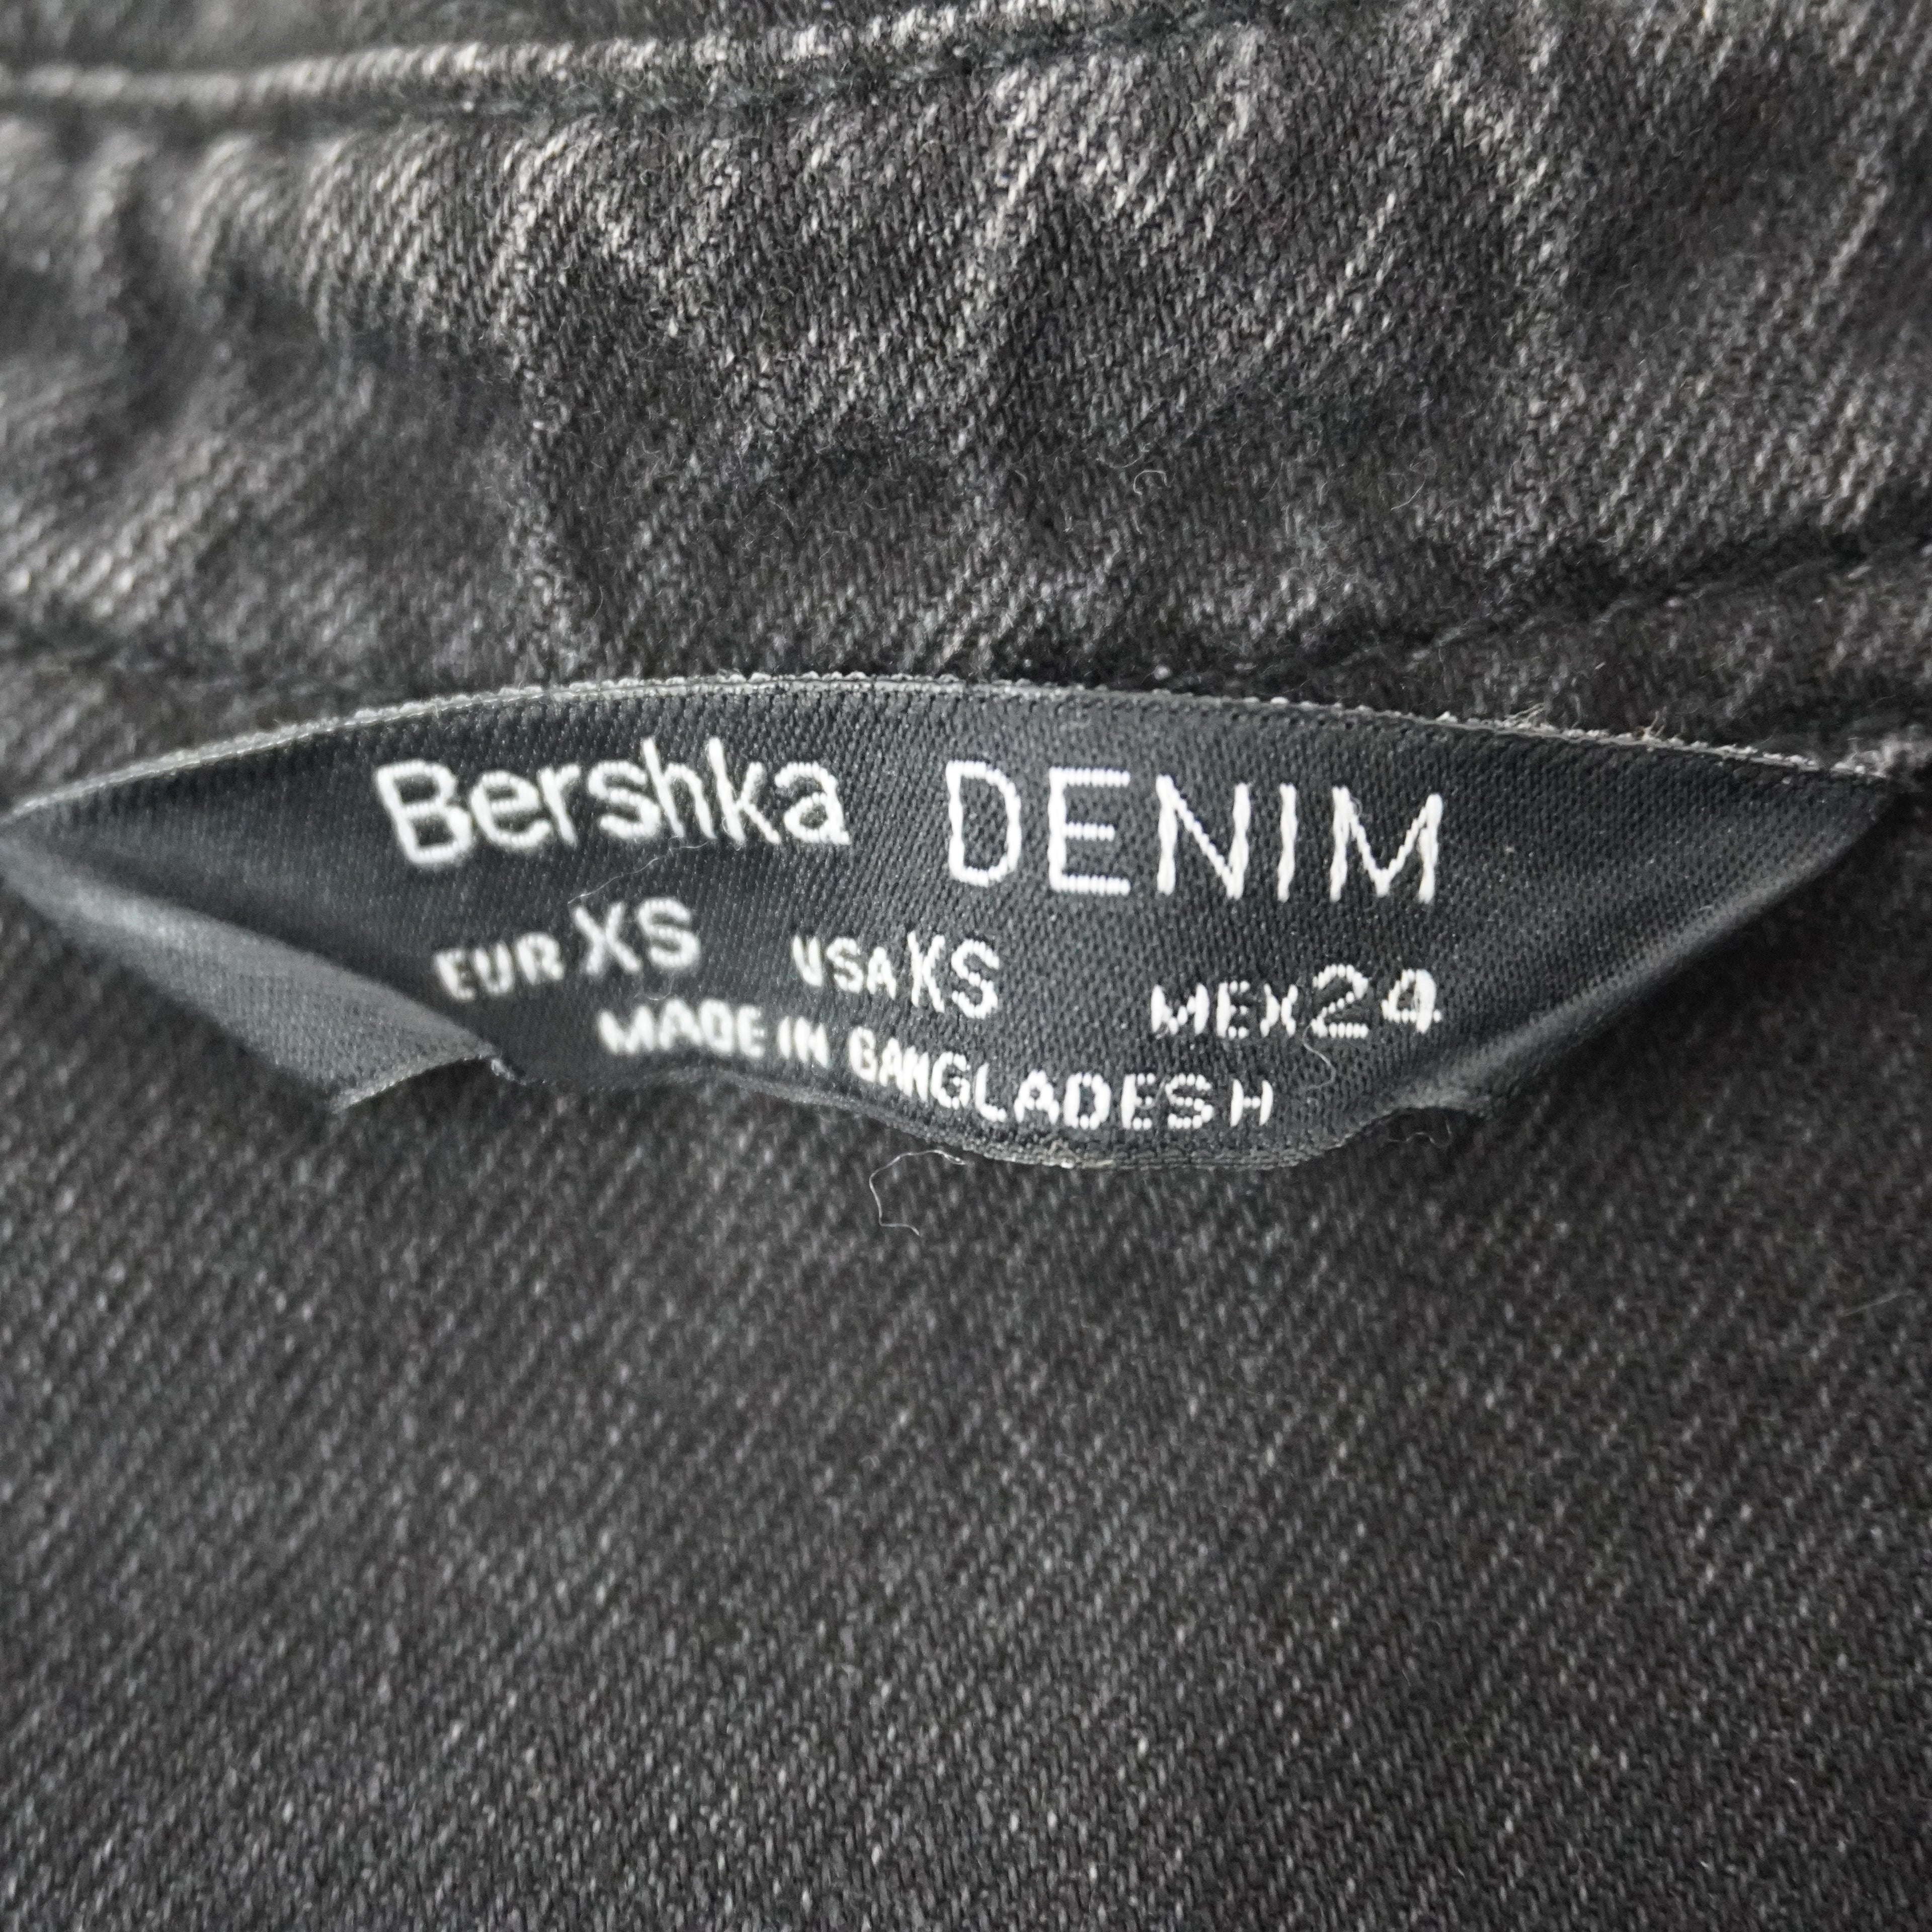 Bershka DENIM
EUR XS USA XS MEX 24
MADE IN BANGLADESH